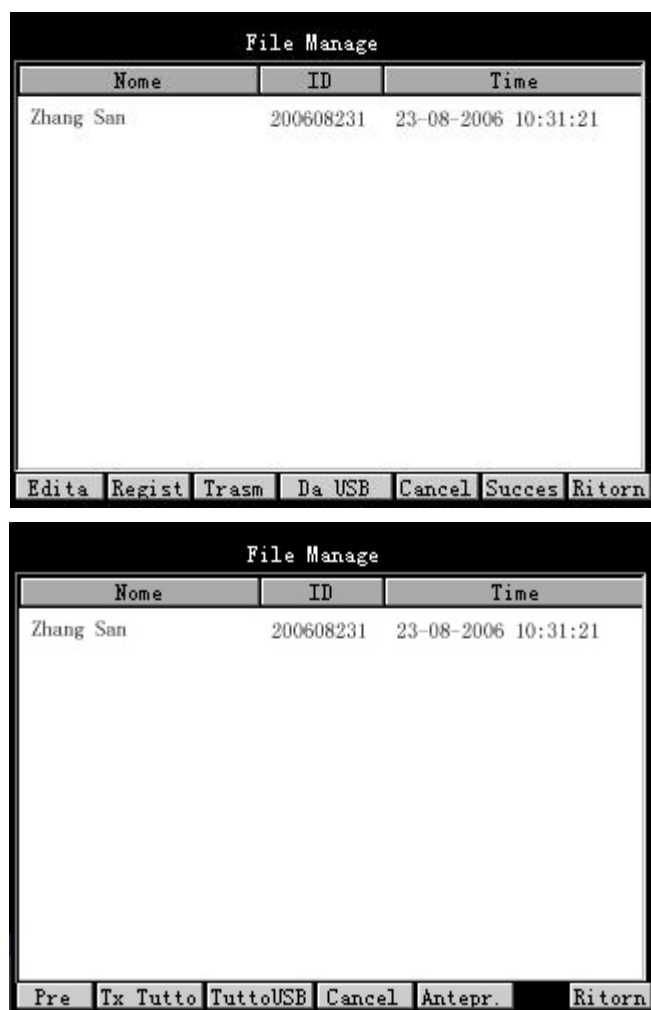 File Manage
Nome ID Time
Zhang San 200608231 23-08-2006 10:31:21
Edita Regist Trasm Da USB Cancel Succes Ritorn
File Manage
Nome ID Time
Zhang San 200608231 23-08-2006 10:31:21
Pre Tx Tutto TuttoUSB Cancel Antepr. Ritorn